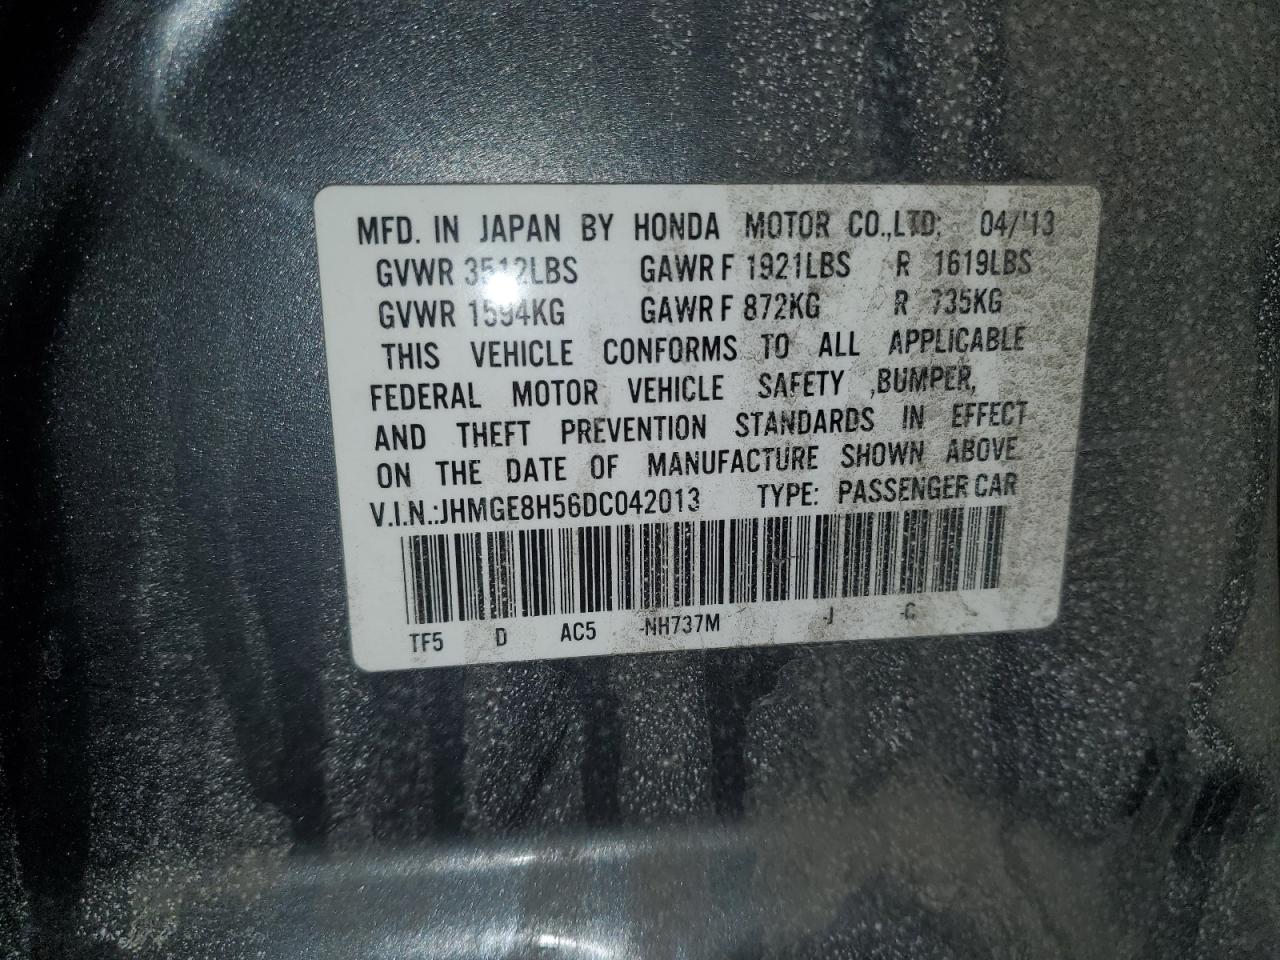 MFD. IN JAPAN BY HONDA MOTOR CO.,LTD; 04/'13
GVWR 3512LBS GAWR F 1921LBS R 1619LBS
GVWR 1594KG GAWR F 872KG R 735KG
THIS VEHICLE CONFORMS TO ALL APPLICABLE
FEDERAL MOTOR VEHICLE SAFETY ,BUMPER,
AND THEFT PREVENTION STANDARDS IN EFFECT
ON THE DATE OF MANUFACTURE SHOWN ABOVE
V.I.N.:JHMGE8H56DC042013 TYPE: PASSENGER CAR
TF5 D AC5 -NH737M -J -C